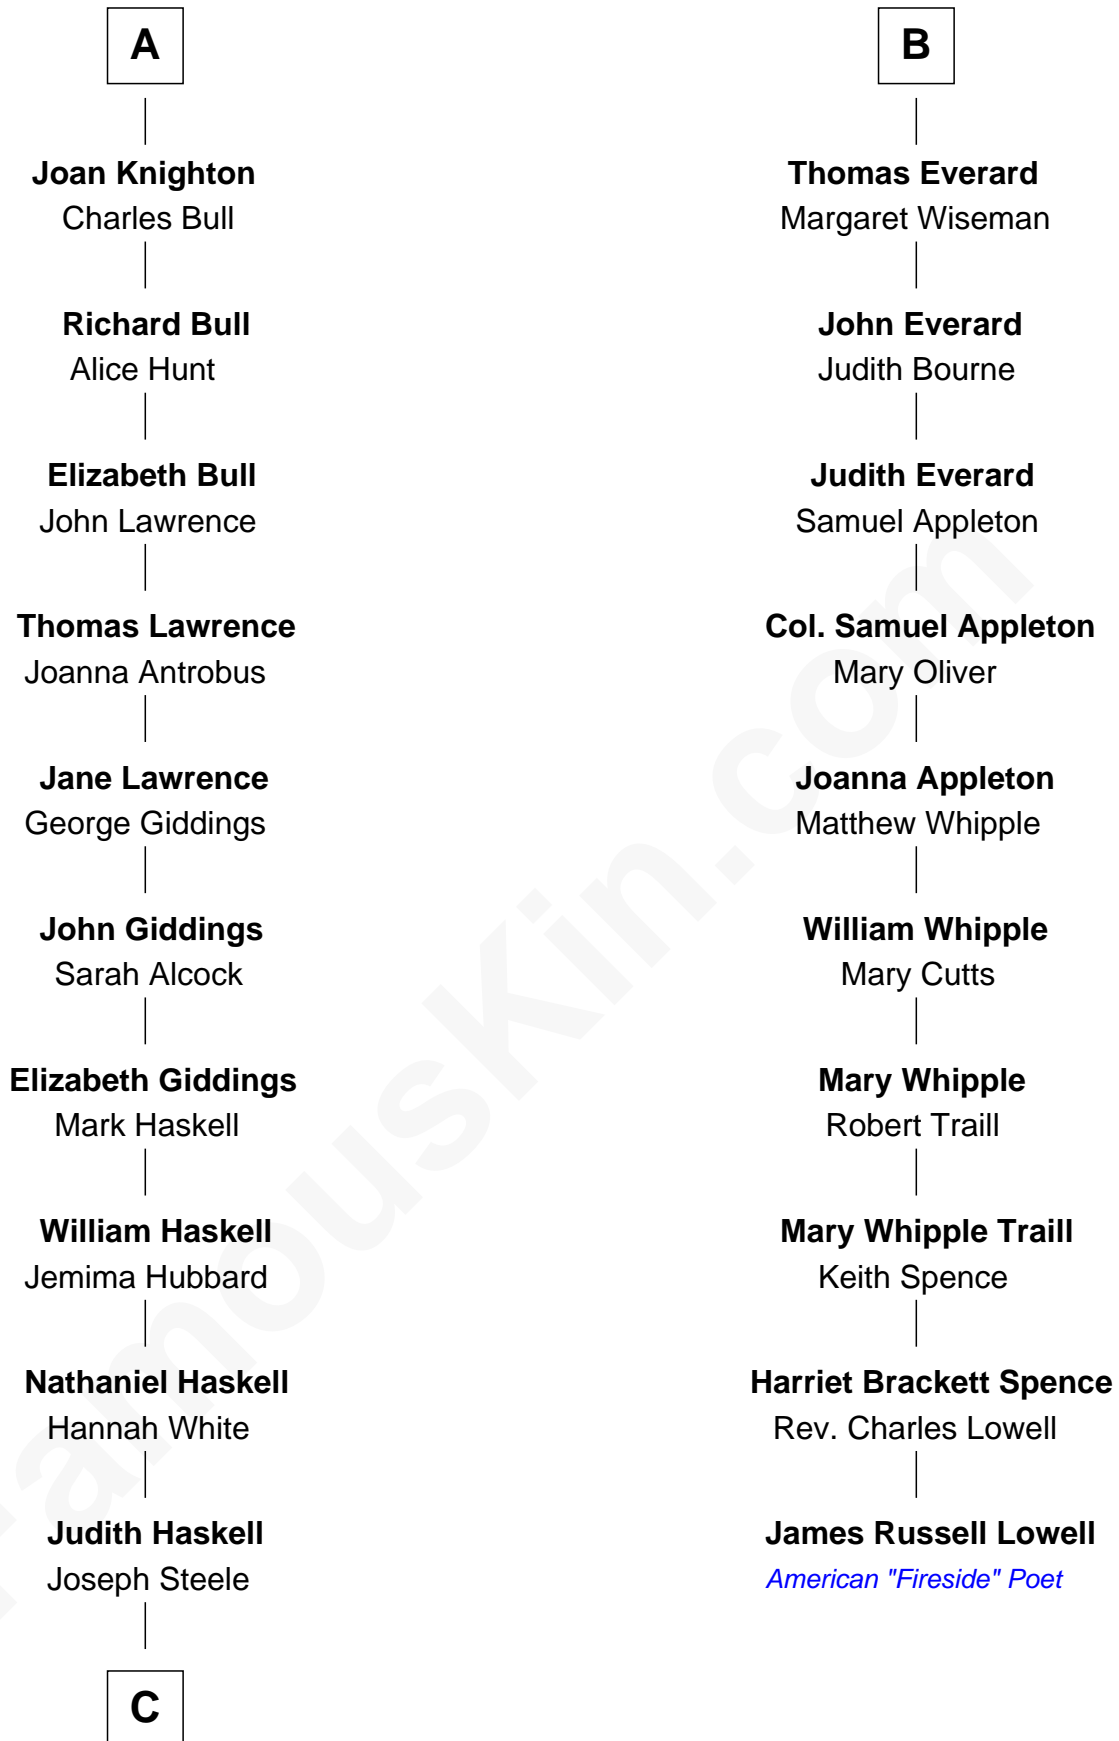 A
Joan Knighton
Charles Bull
Richard Bull
Alice Hunt
Elizabeth Bull
John Lawrence
Thomas Lawrence
Joanna Antrobus
Jane Lawrence
George Giddings
John Giddings
Sarah Alcock
Elizabeth Giddings
Mark Haskell
William Haskell
Jemima Hubbard
Nathaniel Haskell
Hannah White
Judith Haskell
Joseph Steele
C
B
Thomas Everard
Margaret Wiseman
John Everard
Judith Bourne
Judith Everard
Samuel Appleton
Col. Samuel Appleton
Mary Oliver
Joanna Appleton
Matthew Whipple
William Whipple
Mary Cutts
Mary Whipple
Robert Traill
Mary Whipple Traill
Keith Spence
Harriet Brackett Spence
Rev. Charles Lowell
James Russell Lowell
American "Fireside" Poet
FamousKin.com